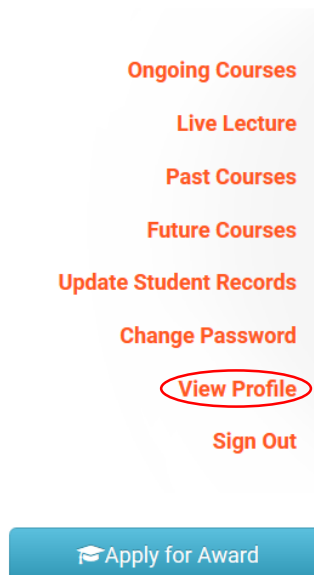 Ongoing Courses
Live Lecture
Past Courses
Future Courses
Update Student Records
Change Password
View Profile
Sign Out
Apply for Award